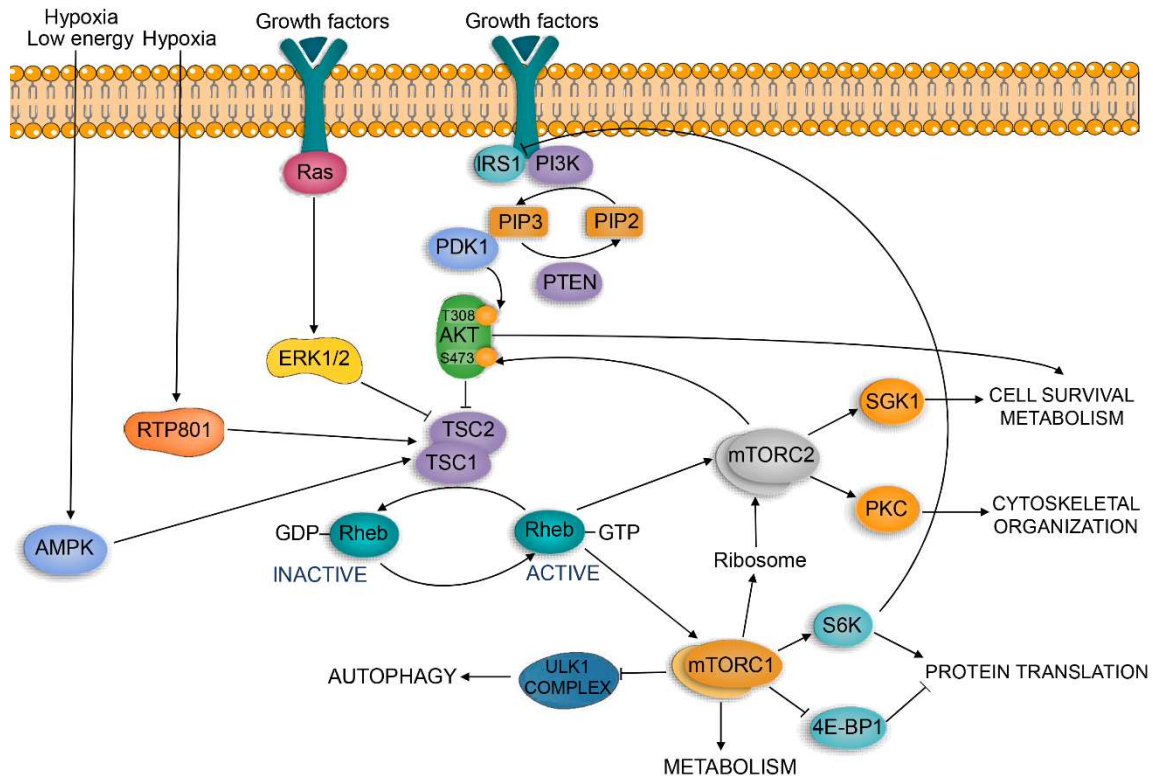 Hypoxia
Low energy
Hypoxia
Growth factors
Growth factors
Ras
IRS1
PI3K
PIP3
PIP2
PDK1
PTEN
T308
AKT
S473
ERK1/2
RTP801
TSC2
TSC1
SGK1
CELL SURVIVAL
METABOLISM
mTORC2
PKC
CYTOSKELETAL
ORGANIZATION
AMPK
GDP
Rheb
INACTIVE
Rheb
GTP
ACTIVE
Ribosome
S6K
mTORC1
AUTOPHAGY
ULK1
COMPLEX
PROTEIN TRANSLATION
4E-BP1
METABOLISM